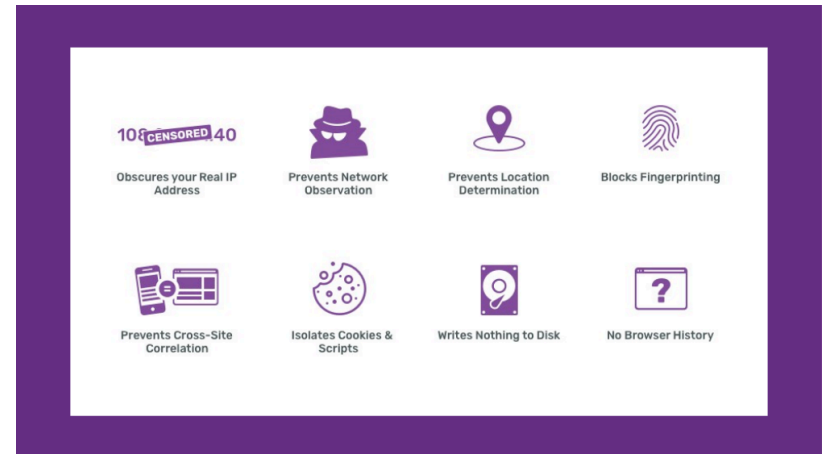 108 CENSORED .40
Obscures your Real IP
Address
Prevents Network
Observation
Prevents Location
Determination
Blocks Fingerprinting
Prevents Cross-Site
Correlation
Isolates Cookies &
Scripts
Writes Nothing to Disk
No Browser History